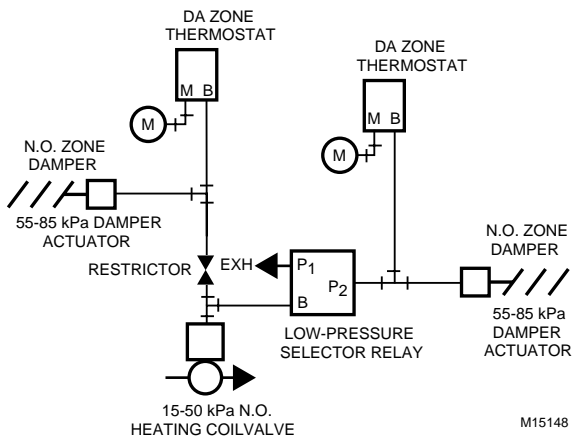 DA ZONE
THERMOSTAT
M B
M
N.O. ZONE
DAMPER
55-85 kPa DAMPER
ACTUATOR
DA ZONE
THERMOSTAT
M B
M
RESTRICTOR
EXH
P1
P2
B
LOW-PRESSURE
SELECTOR RELAY
N.O. ZONE
DAMPER
55-85 kPa
DAMPER
ACTUATOR
15-50 kPa N.O.
HEATING COILVALVE
M15148